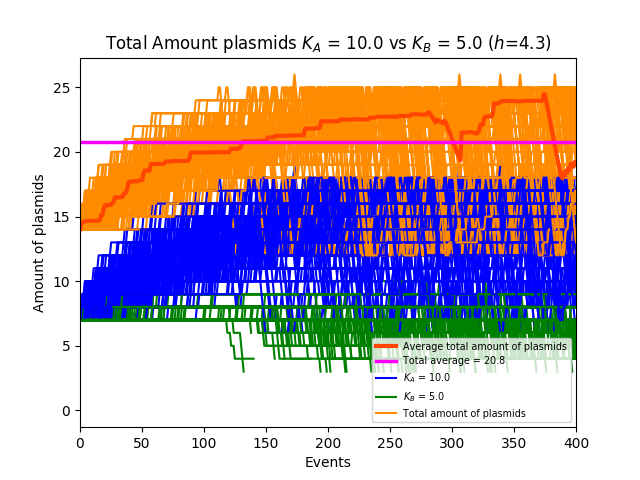 Total Amount plasmids K_A = 10.0 vs K_B = 5.0 (h=4.3)
Amount of plasmids
25
20
15
10
5
0
Average total amount of plasmids
Total average = 20.8
K_A = 10.0
K_B = 5.0
Total amount of plasmids
0 50 100 150 200 250 300 350 400
Events